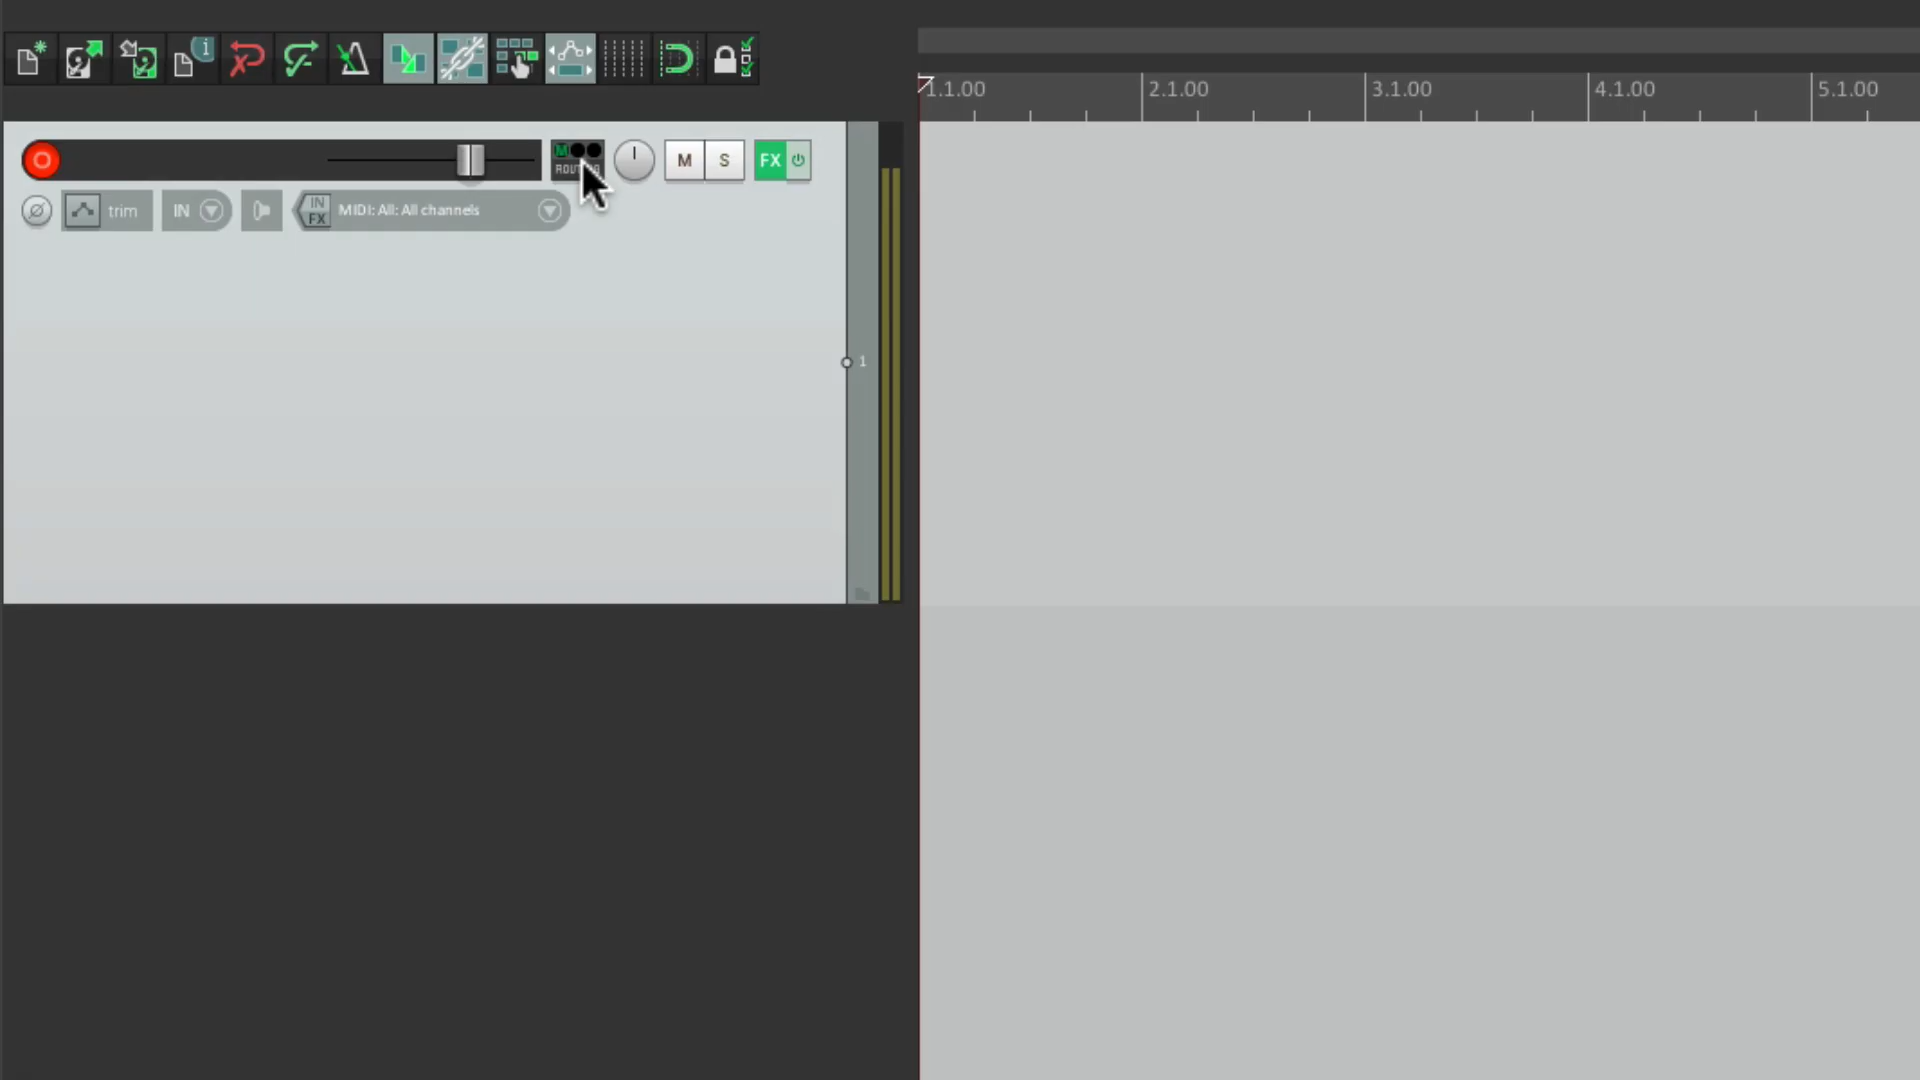 1.1.00 2.1.00 3.1.00 4.1.00 5.1.00
M M S FX
trim IN IN FX MIDI: All: All channels
1